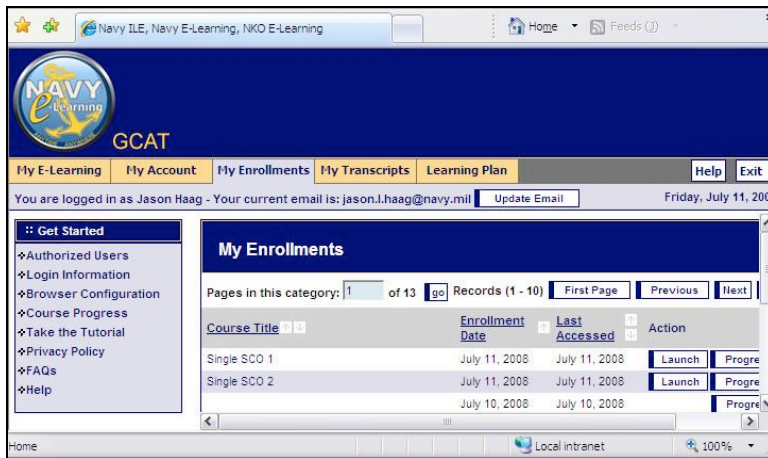 Navy ILE, Navy E-Learning, NKO E-Learning
Home
Feeds (J)
NAVY
e-Learning
GCAT
My E-Learning My Account My Enrollments My Transcripts Learning Plan Help Exit
You are logged in as Jason Haag - Your current email is: jason.l.haag@navy.mil Update Email Friday, July 11, 200
:: Get Started
Authorized Users
Login Information
Browser Configuration
Course Progress
Take the Tutorial
Privacy Policy
FAQs
Help
My Enrollments
Pages in this category: 1 of 13 go Records (1 - 10) First Page Previous Next
Course Title Enrollment Date Last Accessed Action
Single SCO 1 July 11, 2008 July 11, 2008 Launch Progre
Single SCO 2 July 11, 2008 July 11, 2008 Launch Progre
July 10, 2008 July 10, 2008 Progre
Home Local intranet 100%